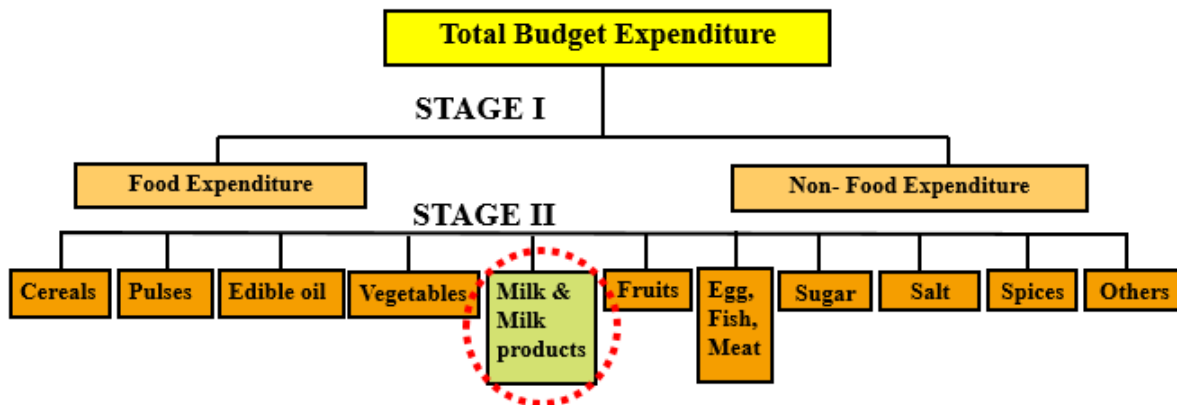 Total Budget Expenditure
STAGE I
Food Expenditure
Non- Food Expenditure
STAGE II
Cereals
Pulses
Edible oil
Vegetables
Milk &
Milk
products
Fruits
Egg,
Fish,
Meat
Sugar
Salt
Spices
Others